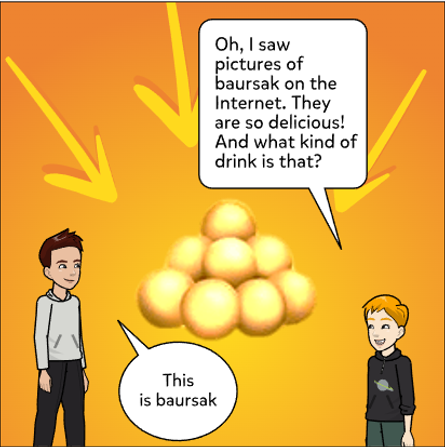 Oh, I saw
pictures of
baursak on the
Internet. They
are so delicious!
And what kind of
drink is that?
This
is baursak